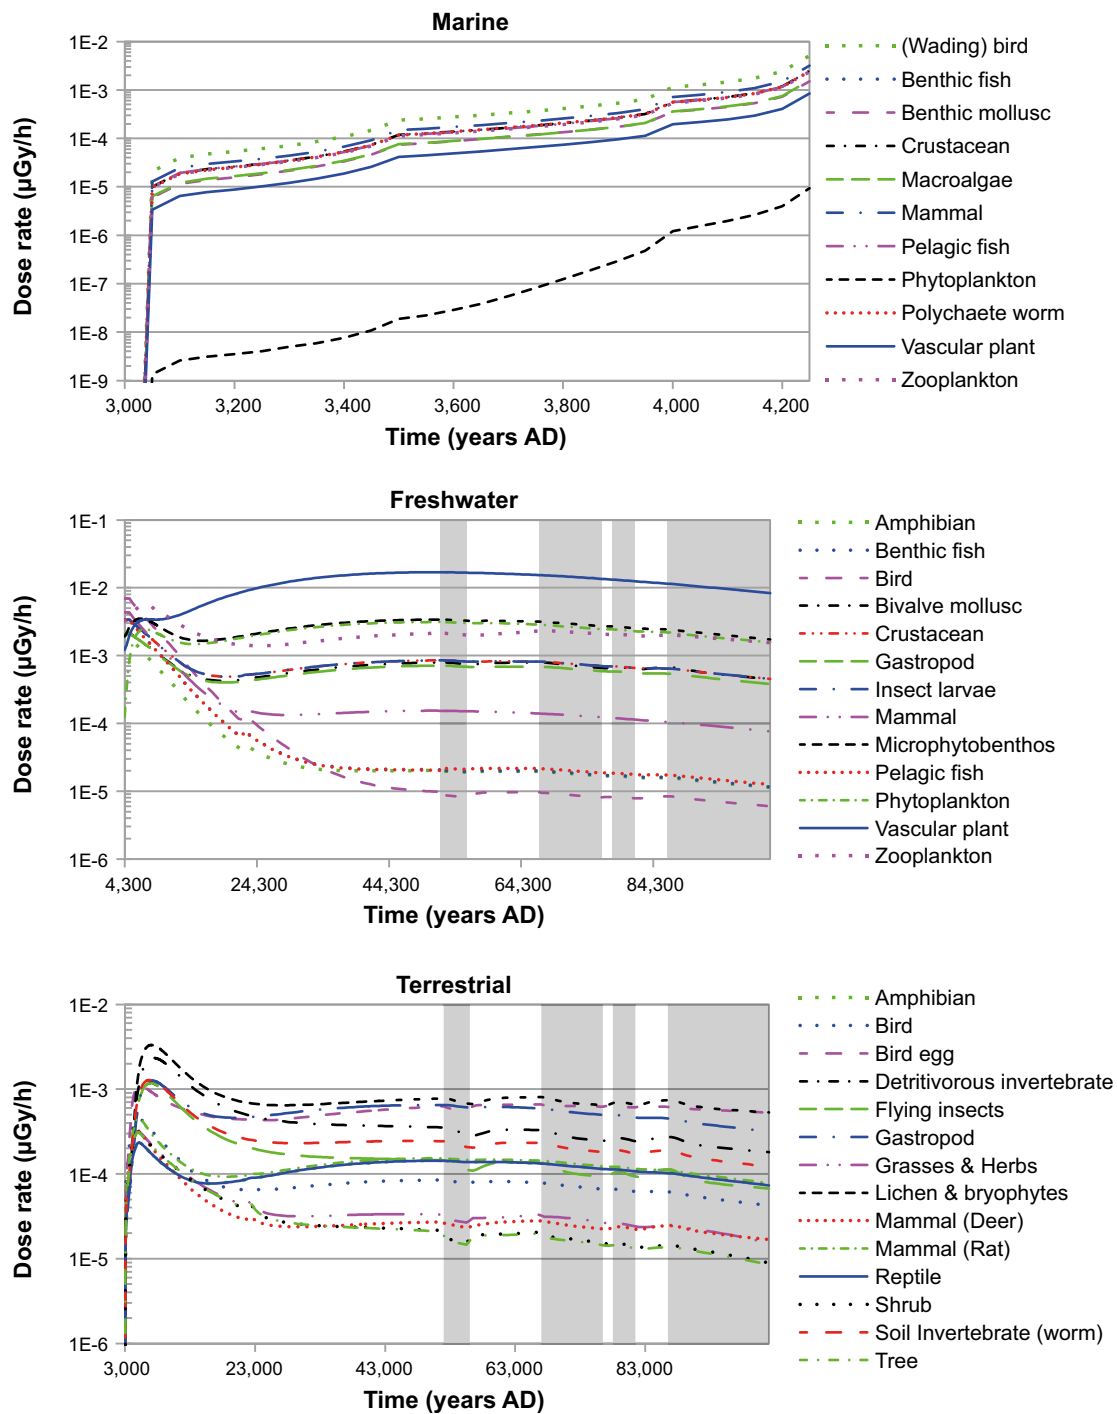 Marine
Dose rate (µGy/h)
1E-2
1E-3
1E-4
1E-5
1E-6
1E-7
1E-8
1E-9
3,000
3,200
3,400
3,600
3,800
4,000
4,200
Time (years AD)
(Wading) bird
Benthic fish
Benthic mollusc
Crustacean
Macroalgae
Mammal
Pelagic fish
Phytoplankton
Polychaete worm
Vascular plant
Zooplankton
Freshwater
Dose rate (µGy/h)
1E-1
1E-2
1E-3
1E-4
1E-5
1E-6
4,300
24,300
44,300
64,300
84,300
Time (years AD)
Amphibian
Benthic fish
Bird
Bivalve mollusc
Crustacean
Gastropod
Insect larvae
Mammal
Microphytobenthos
Pelagic fish
Phytoplankton
Vascular plant
Zooplankton
Terrestrial
Dose rate (µGy/h)
1E-2
1E-3
1E-4
1E-5
1E-6
3,000
23,000
43,000
63,000
83,000
Time (years AD)
Amphibian
Bird
Bird egg
Detritivorous invertebrate
Flying insects
Gastropod
Grasses & Herbs
Lichen & bryophytes
Mammal (Deer)
Mammal (Rat)
Reptile
Shrub
Soil Invertebrate (worm)
Tree